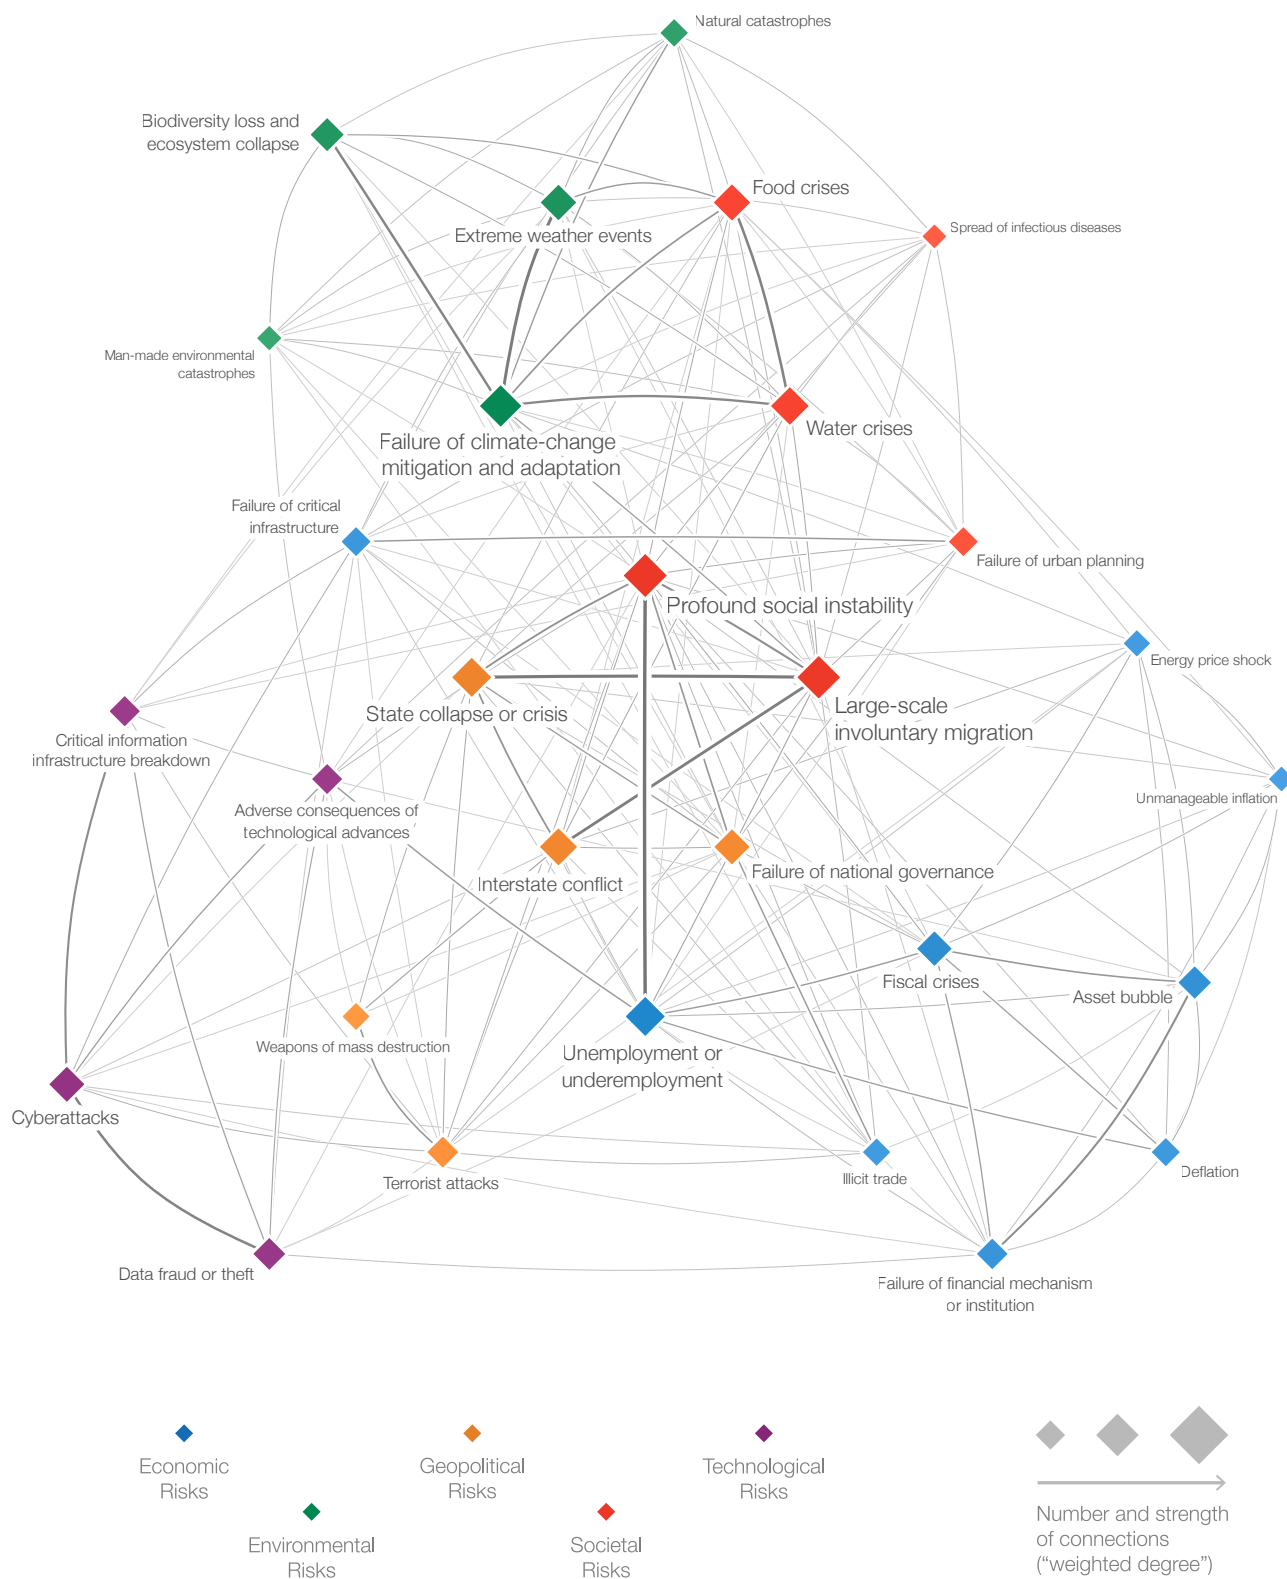 Natural catastrophes
Biodiversity loss and
ecosystem collapse
Food crises
Extreme weather events
Spread of infectious diseases
Man-made environmental
catastrophes
Water crises
Failure of climate-change
mitigation and adaptation
Failure of critical
infrastructure
Failure of urban planning
Profound social instability
Energy price shock
State collapse or crisis
Large-scale
involuntary migration
Critical information
infrastructure breakdown
Unmanageable inflation
Adverse consequences of
technological advances
Interstate conflict
Failure of national governance
Fiscal crises
Asset bubble
Weapons of mass destruction
Unemployment or
underemployment
Cyberattacks
Terrorist attacks
Illicit trade
Deflation
Data fraud or theft
Failure of financial mechanism
or institution
Economic
Risks
Geopolitical
Risks
Technological
Risks
Environmental
Risks
Societal
Risks
Number and strength
of connections
(“weighted degree”)